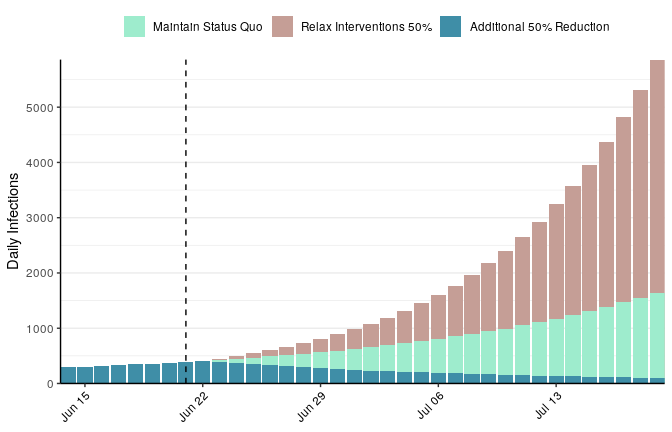 Maintain Status Quo Relax Interventions 50% Additional 50% Reduction
Daily Infections
5000
4000
3000
2000
1000
0
Jun 15 Jun 22 Jun 29 Jul 06 Jul 13